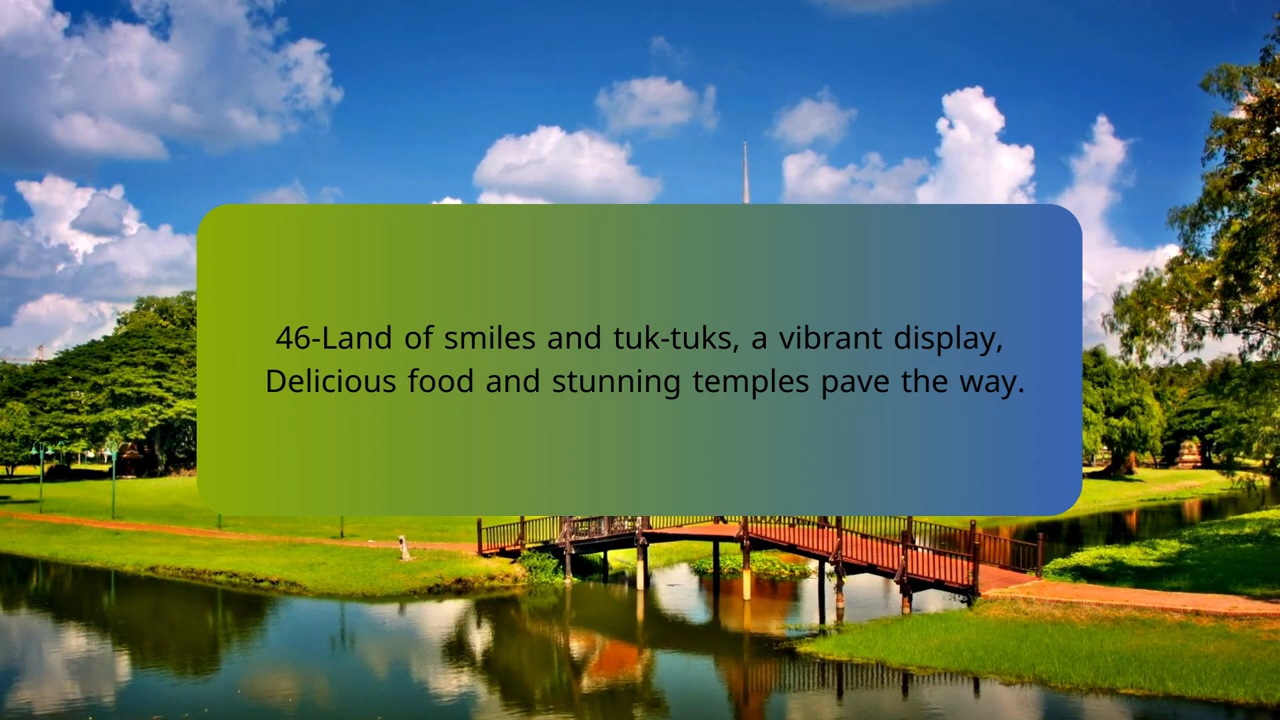 46-Land of smiles and tuk-tuks, a vibrant display,
Delicious food and stunning temples pave the way.